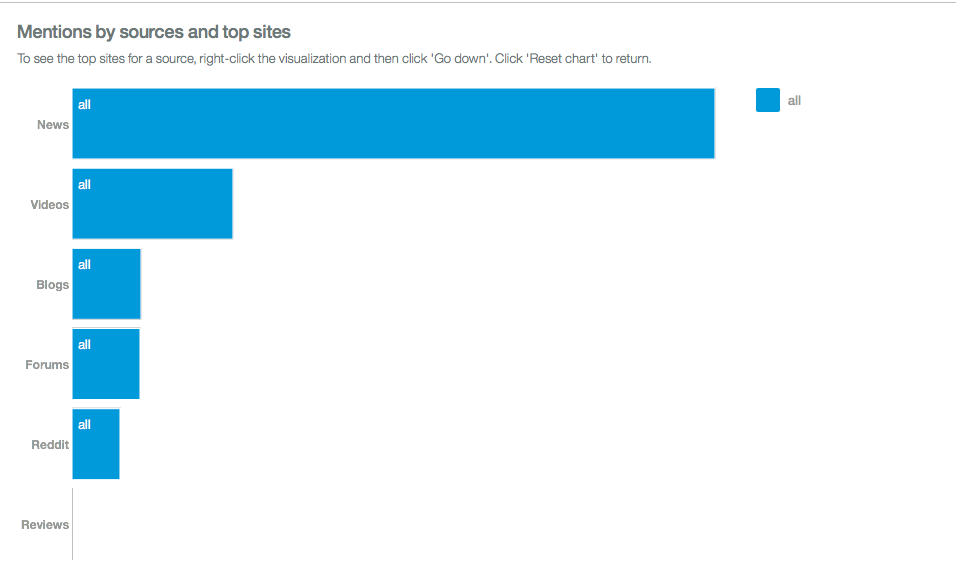 Mentions by sources and top sites
To see the top sites for a source, right-click the visualization and then click 'Go down'. Click 'Reset chart' to return.
all
all
News
all
Videos
all
Blogs
all
Forums
all
Reddit
Reviews